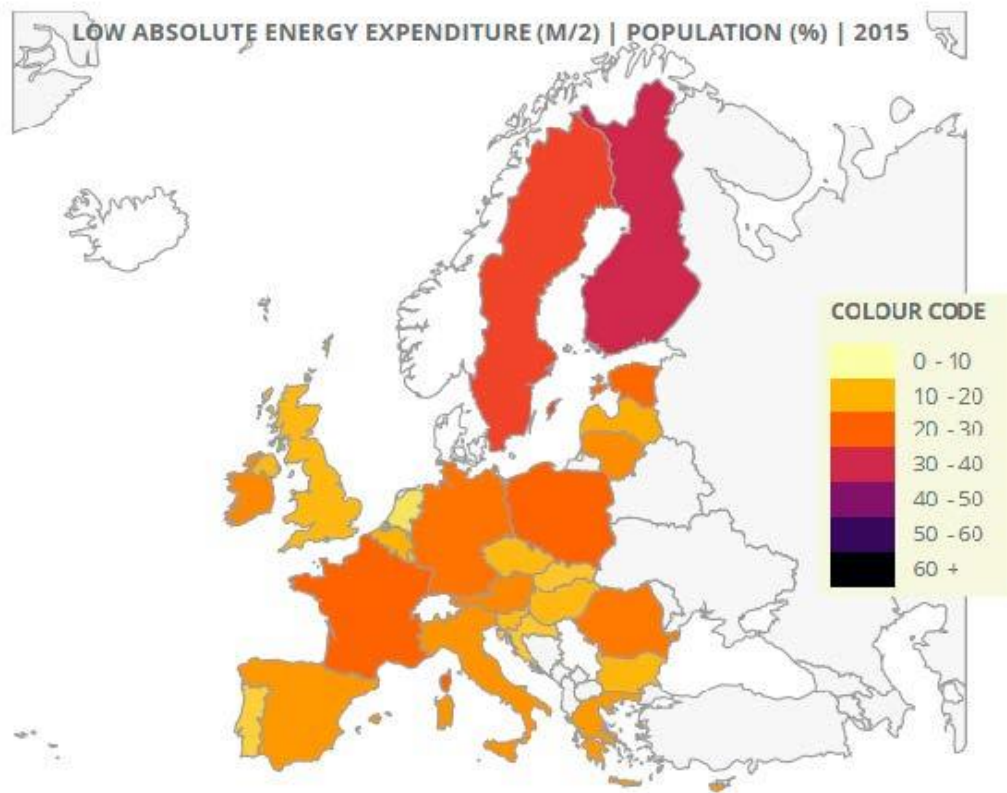 LOW ABSOLUTE ENERGY EXPENDITURE (M/2) | POPULATION (%) | 2015
COLOUR CODE
0 - 10
10 - 20
20 - 30
30 - 40
40 - 50
50 - 60
60 +